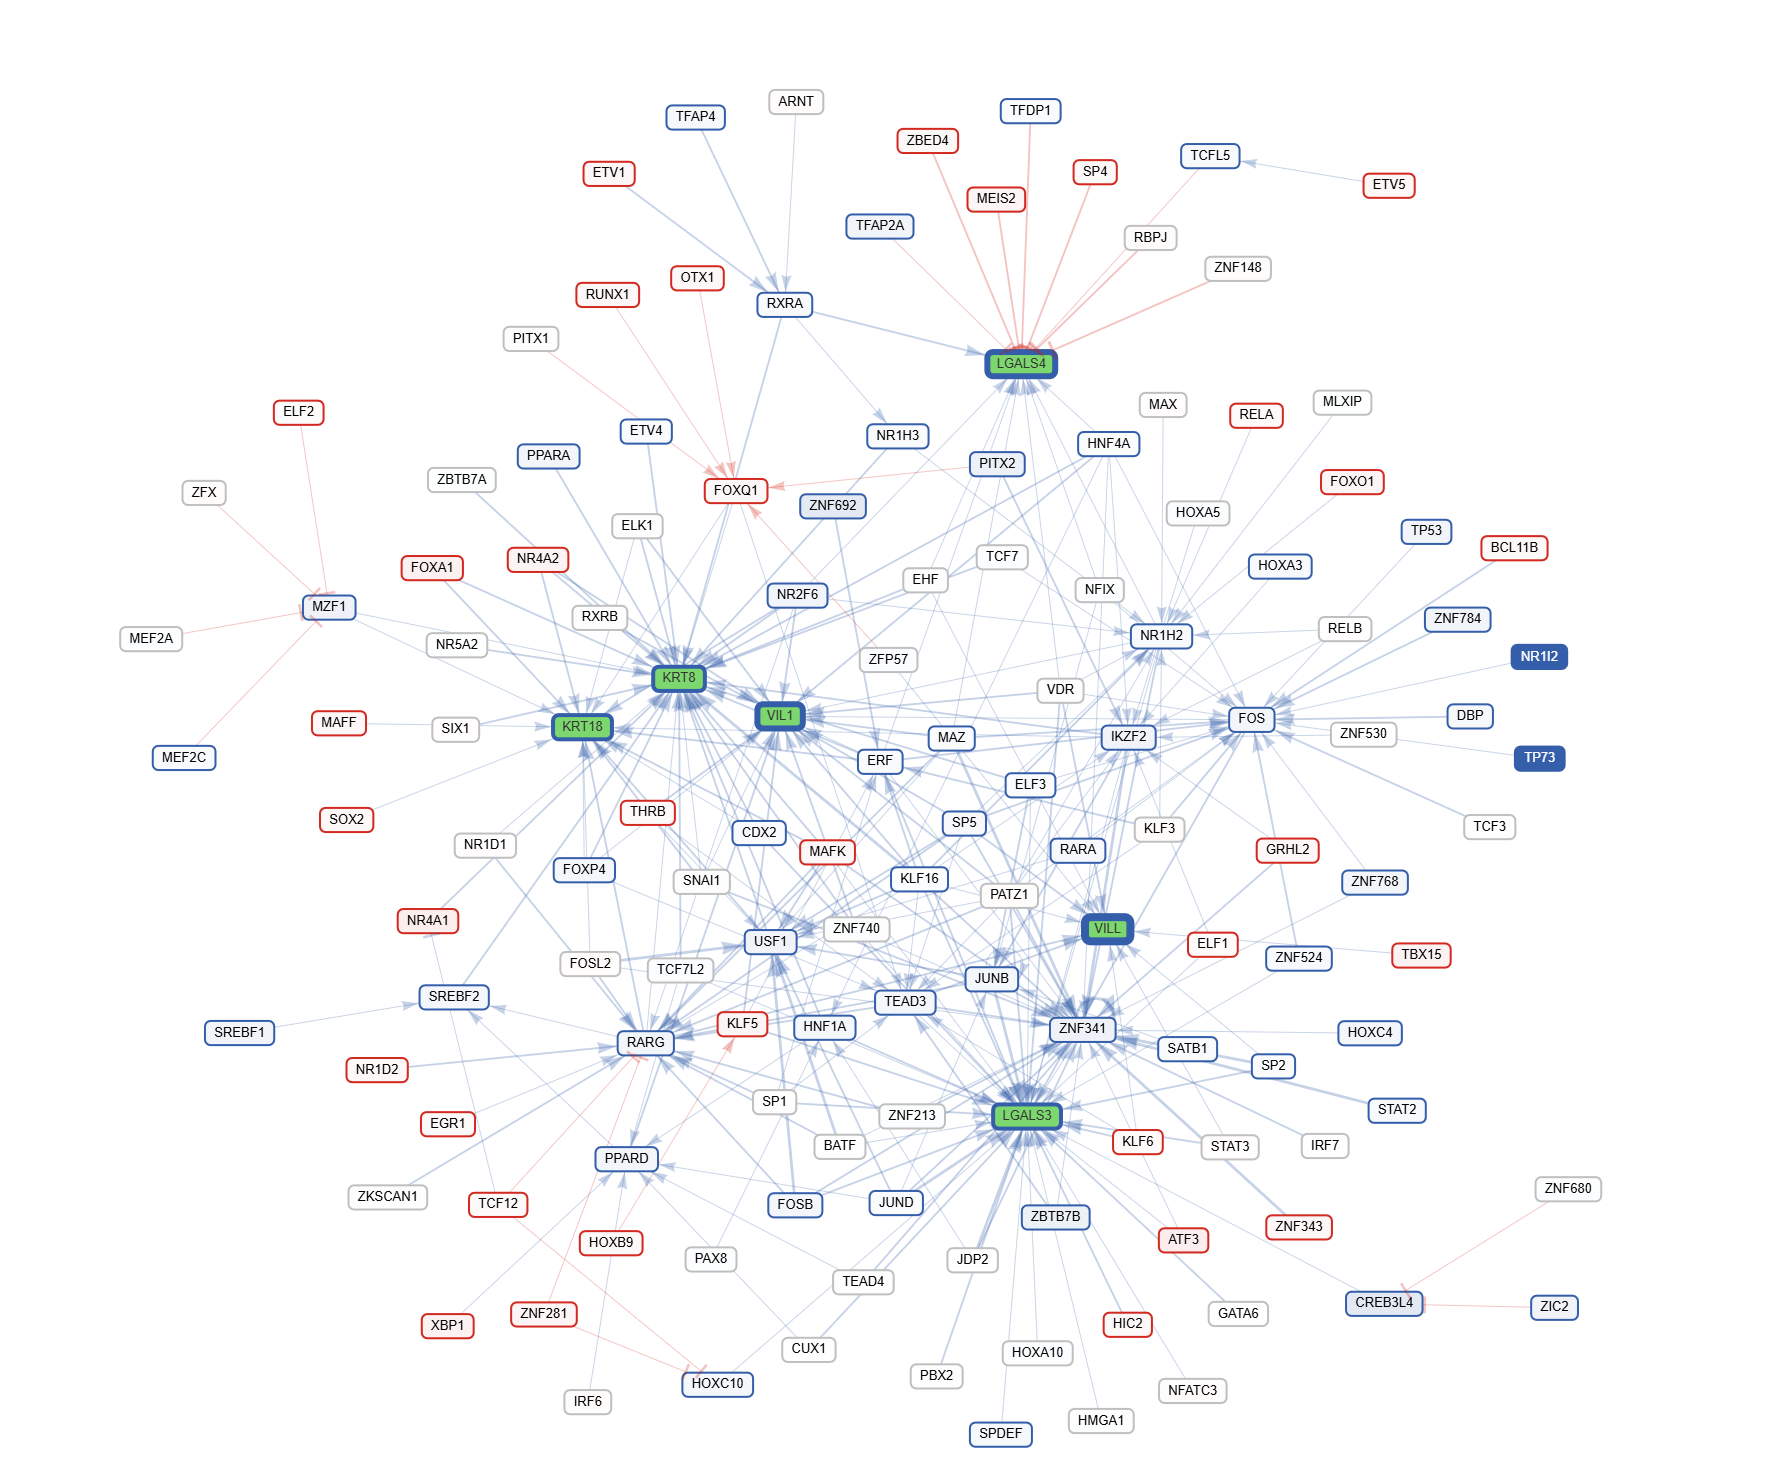 ARNT
TFDP1
TFAP4
ZBED4
TCFL5
ETV1
SP4
ETV5
MEIS2
TFAP2A
RBPJ
ZNF148
OTX1
RUNX1
RXRA
PITX1
LGALS4
MAX
MLXIP
ELF2
RELA
ETV4
NR1H3
HNF4A
PPARA
PITX2
ZBTB7A
FOXO1
ZFX
FOXQ1
ZNF692
HOXA5
ELK1
TP53
BCL11B
TCF7
NR4A2
FOXA1
HOXA3
EHF
NFIX
NR2F6
MZF1
RXRB
ZNF784
RELB
NR1H2
MEF2A
NR5A2
NR1I2
ZFP57
KRT8
VDR
VIL1
DBP
FOS
MAFF
KRT18
SIX1
ZNF530
MAZ
IKZF2
MEF2C
TP73
ERF
ELF3
THRB
SOX2
SP5
TCF3
KLF3
CDX2
NR1D1
MAFK
RARA
GRHL2
FOXP4
KLF16
SNAI1
ZNF768
PATZ1
NR4A1
ZNF740
VILL
USF1
ELF1
TBX15
ZNF524
FOSL2
TCF7L2
JUNB
SREBF2
TEAD3
KLF5
HNF1A
ZNF341
SREBF1
HOXC4
RARG
SATB1
SP2
NR1D2
SP1
STAT2
ZNF213
LGALS3
EGR1
KLF6
BATF
STAT3
IRF7
PPARD
ZNF680
ZKSCAN1
JUND
TCF12
FOSB
ZBTB7B
ZNF343
ATF3
HOXB9
PAX8
JDP2
TEAD4
CREB3L4
ZIC2
ZNF281
GATA6
HIC2
XBP1
CUX1
HOXA10
PBX2
HOXC10
NFATC3
IRF6
HMGA1
SPDEF